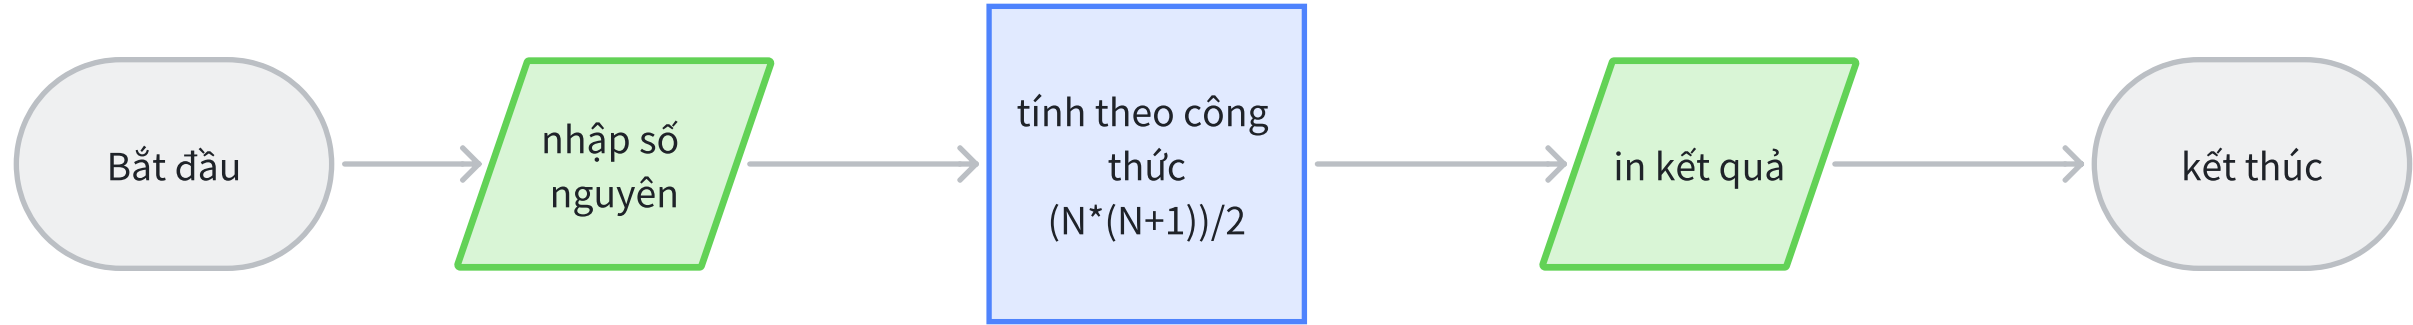 Bắt đầu
nhập số
nguyên
tính theo công
thức
(N*(N+1))/2
in kết quả
kết thúc